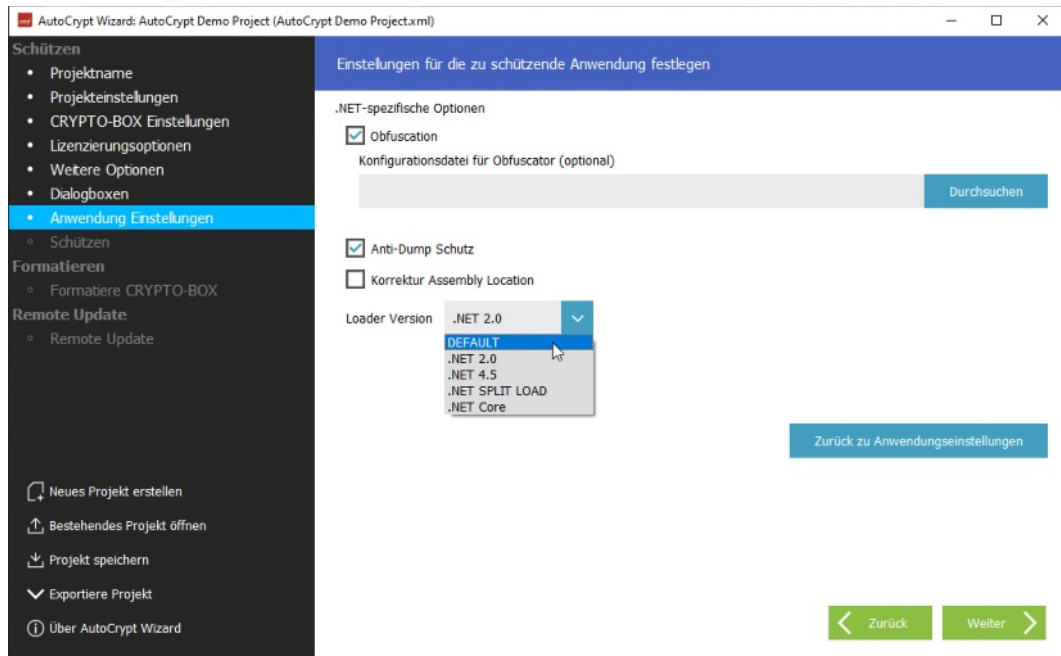 AutoCrypt Wizard: AutoCrypt Demo Project (AutoCrypt Demo Project.xml)
Schützen
Projektname
Projekteinstellungen
CRYPTO-BOX Einstellungen
Lizenzierungsoptionen
Weitere Optionen
Dialogboxen
Anwendung Einstellungen
Schützen
Formatieren
Formatiere CRYPTO-BOX
Remote Update
Remote Update
Neues Projekt erstellen
Bestehendes Projekt öffnen
Projekt speichern
Exportiere Projekt
Über AutoCrypt Wizard
Einstellungen für die zu schützende Anwendung festlegen
.NET-spezifische Optionen
Obfuscation
Konfigurationsdatei für Obfuscator (optional)
Durchsuchen
Anti-Dump Schutz
Korrektur Assembly Location
Loader Version .NET 2.0
DEFAULT
.NET 2.0
.NET 4.5
.NET SPLIT LOAD
.NET Core
Zurück zu Anwendungseinstellungen
Zurück Weiter